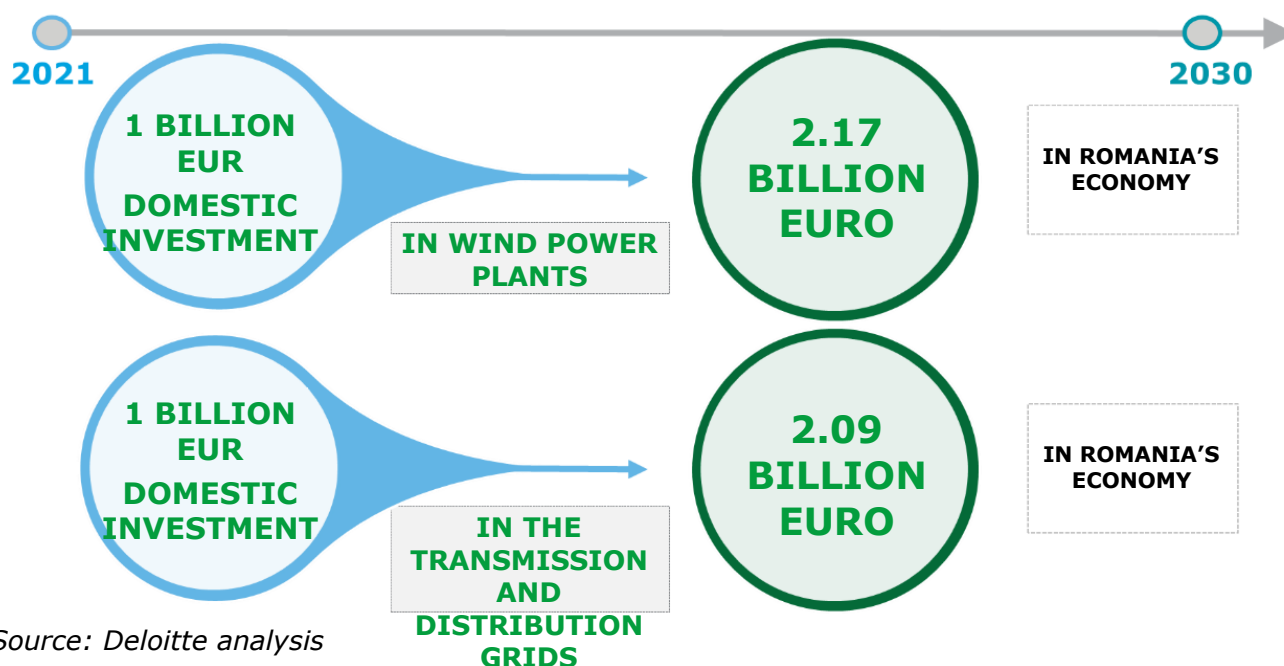 2021
2030
1 BILLION
EUR
DOMESTIC
INVESTMENT
IN WIND POWER
PLANTS
2.17
BILLION
EURO
IN ROMANIA'S
ECONOMY
1 BILLION
EUR
DOMESTIC
INVESTMENT
IN THE
TRANSMISSION
AND
DISTRIBUTION
GRIDS
2.09
BILLION
EURO
IN ROMANIA'S
ECONOMY
Source: Deloitte analysis